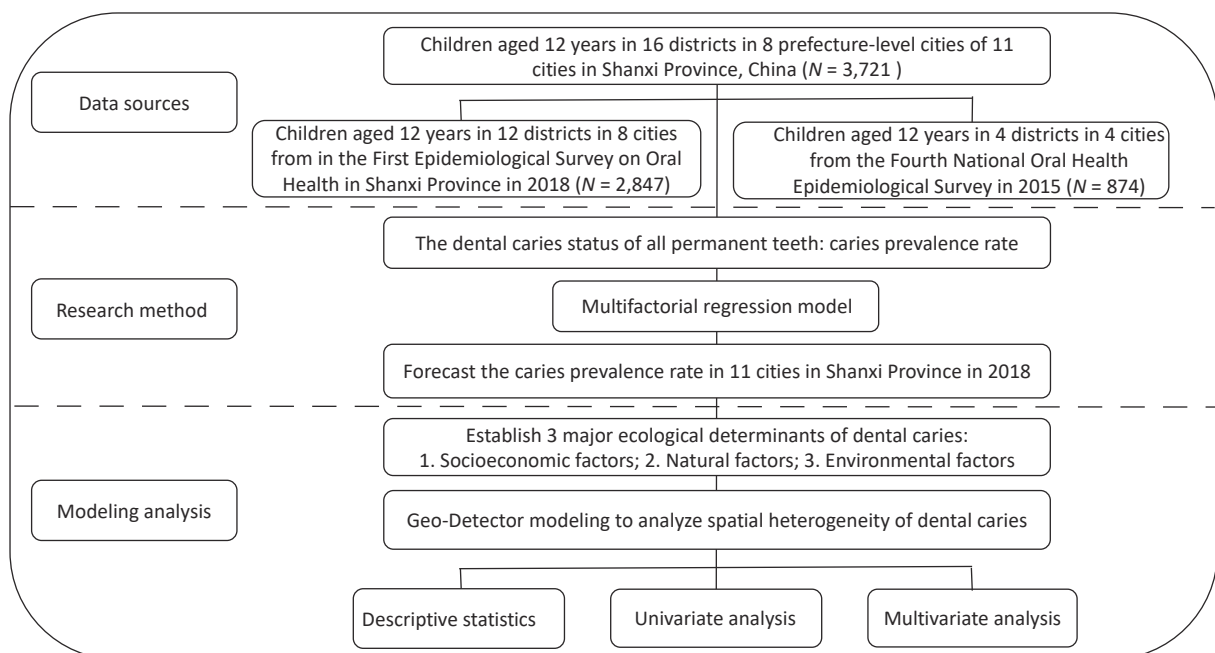 Children aged 12 years in 16 districts in 8 prefecture-level cities of 11
cities in Shanxi Province, China (N = 3,721 )
Data sources
Children aged 12 years in 12 districts in 8 cities
from in the First Epidemiological Survey on Oral
Health in Shanxi Province in 2018 (N = 2,847)
Children aged 12 years in 4 districts in 4 cities
from the Fourth National Oral Health
Epidemiological Survey in 2015 (N = 874)
The dental caries status of all permanent teeth: caries prevalence rate
Research method
Multifactorial regression model
Forecast the caries prevalence rate in 11 cities in Shanxi Province in 2018
Establish 3 major ecological determinants of dental caries:
1. Socioeconomic factors; 2. Natural factors; 3. Environmental factors
Modeling analysis
Geo-Detector modeling to analyze spatial heterogeneity of dental caries
Descriptive statistics
Univariate analysis
Multivariate analysis